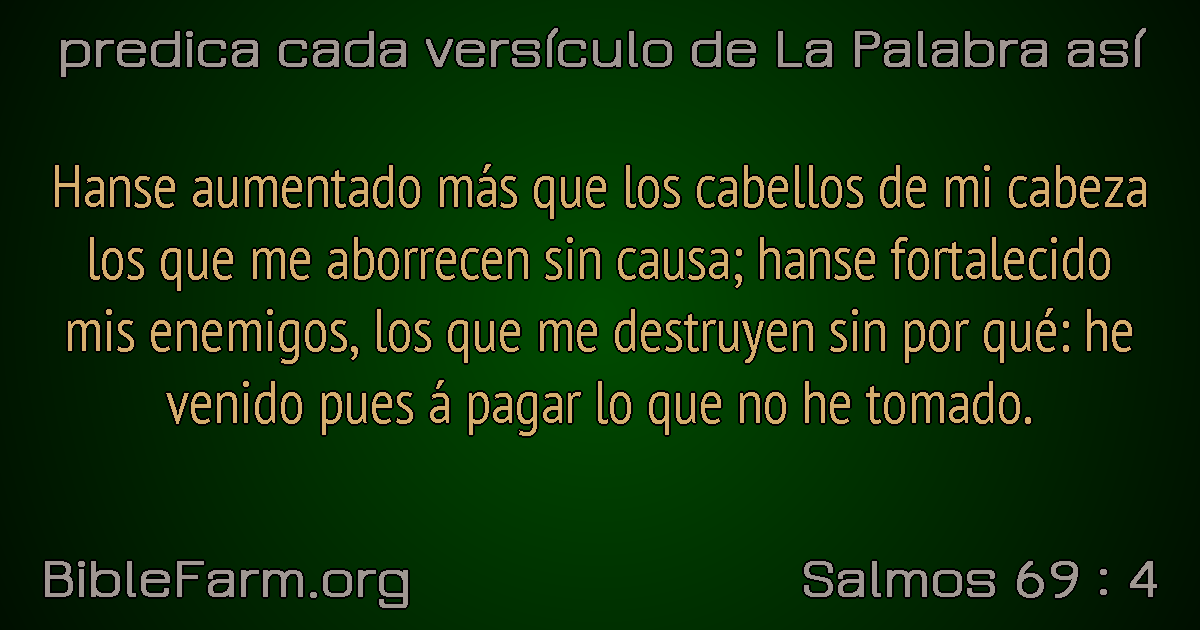 predica cada versículo de La Palabra así
Hanse aumentado más que los cabellos de mi cabeza
los que me aborrecen sin causa; hanse fortalecido
mis enemigos, los que me destruyen sin por qué: he
venido pues á pagar lo que no he tomado.
BibleFarm.org
Salmos 69 : 4